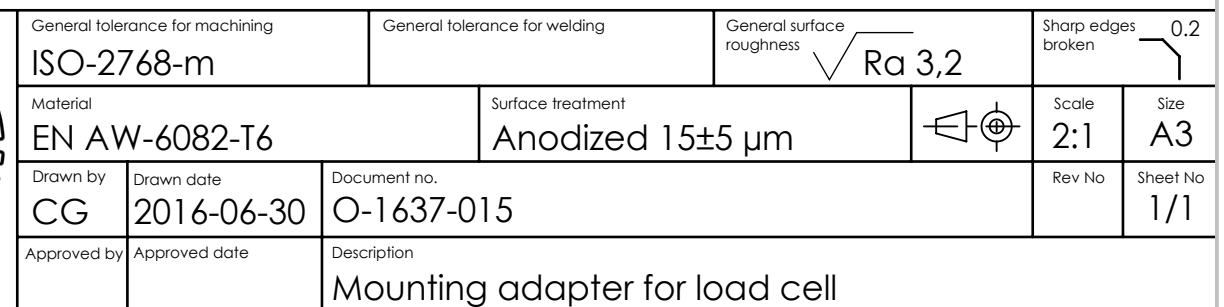 General tolerance for machining
ISO-2768-m
General tolerance for welding
General surface
roughness
Ra 3,2
Sharp edges
broken
0.2
Material
EN AW-6082-T6
Surface treatment
Anodized 15±5 µm
Scale
2:1
Size
A3
Drawn by
CG
Drawn date
2016-06-30
Document no.
O-1637-015
Rev No
Sheet No
1/1
Approved by
Approved date
Description
Mounting adapter for load cell